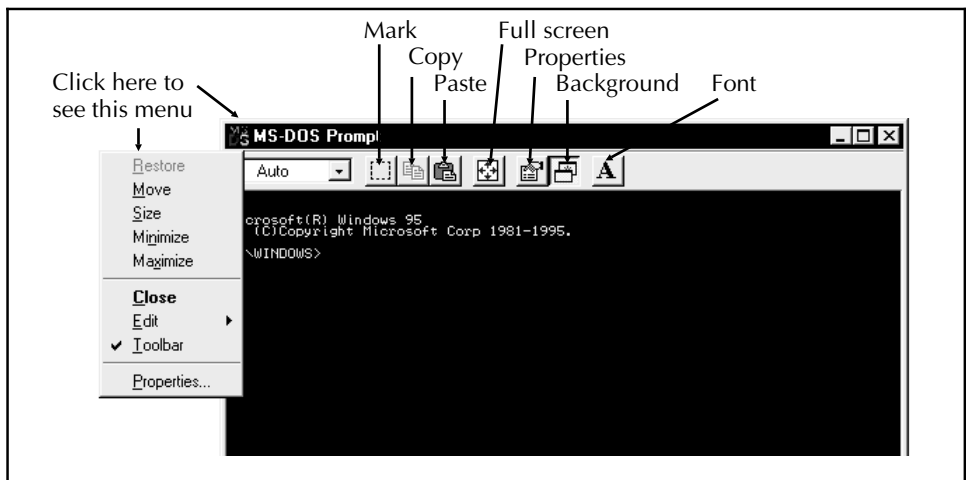 Mark
Full screen
Copy
Properties
Click here to
see this menu
Paste
Background
Font
MS-DOS Prompt
Restore
Move
Size
Minimize
Maximize
Close
Edit
Toolbar
Properties...
Auto
A
crosoft(R) Windows 95
(C)Copyright Microsoft Corp 1981-1995.
\WINDOWS>